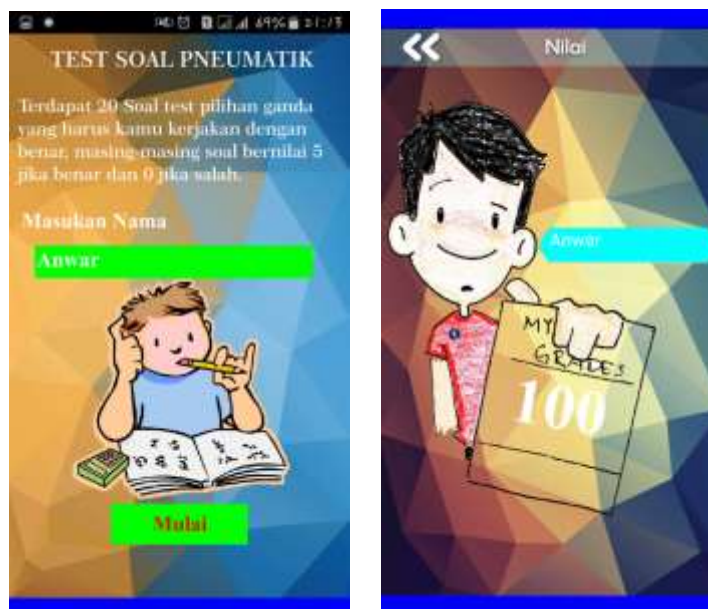 69%
TEST SOAL PNEUMATIK
Terdapat 20 Soal test pilihan ganda
yang harus kamu kerjakan dengan
benar, masing-masing soal bernilai 5
jika benar dan 0 jika salah.
Masukan Nama
Anwar
Mulai
Nilai
Anwar
MY
GRADES
100